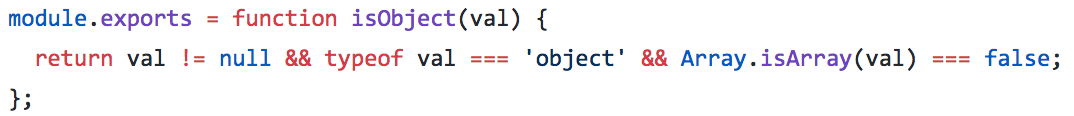 module.exports = function isObject(val) {
  return val != null && typeof val === 'object' && Array.isArray(val) === false;
};